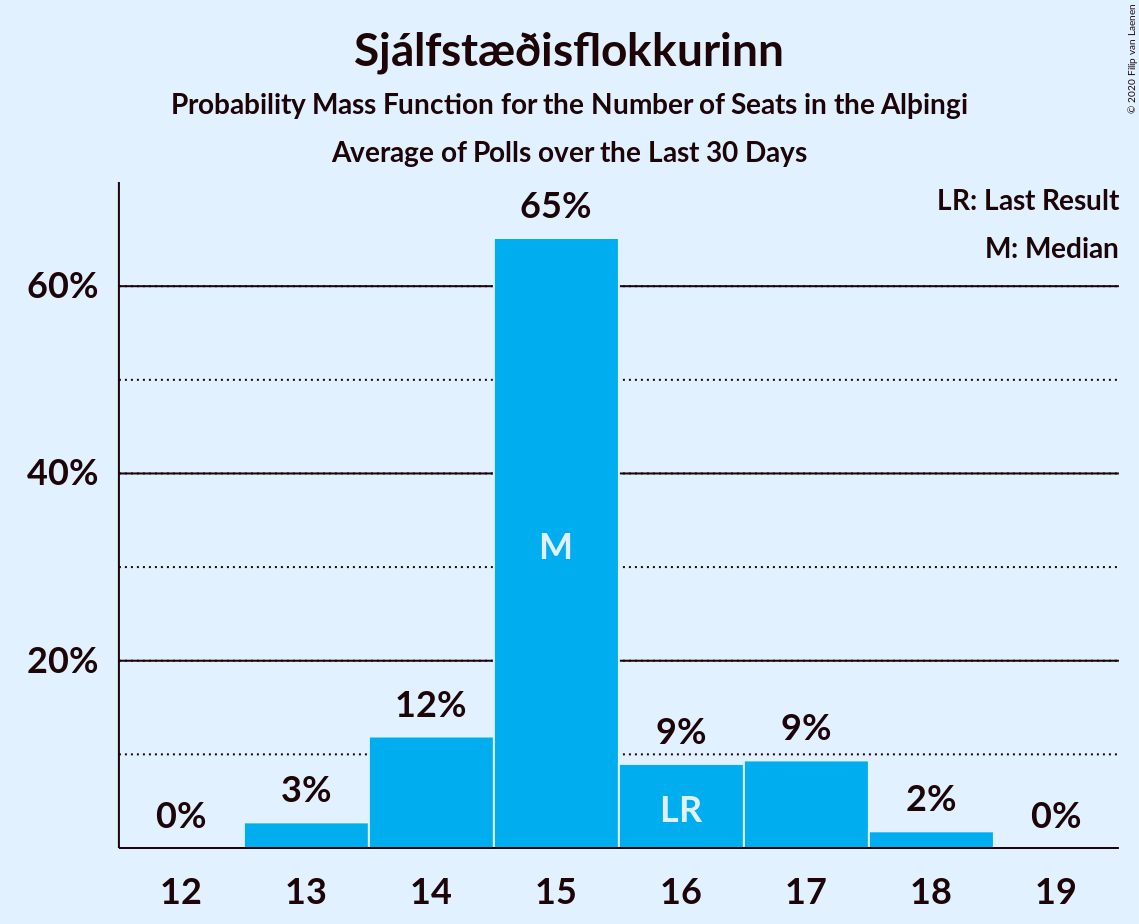 Sjálfstæðisflokkurinn
Probability Mass Function for the Number of Seats in the Alþingi
Average of Polls over the Last 30 Days
© 2020 Filip van Laenen
LR: Last Result
M: Median
65%
60%
40%
M
20%
12%
9%
9%
3%
2%
0%
LR
0%
12 13 14 15 16 17 18 19